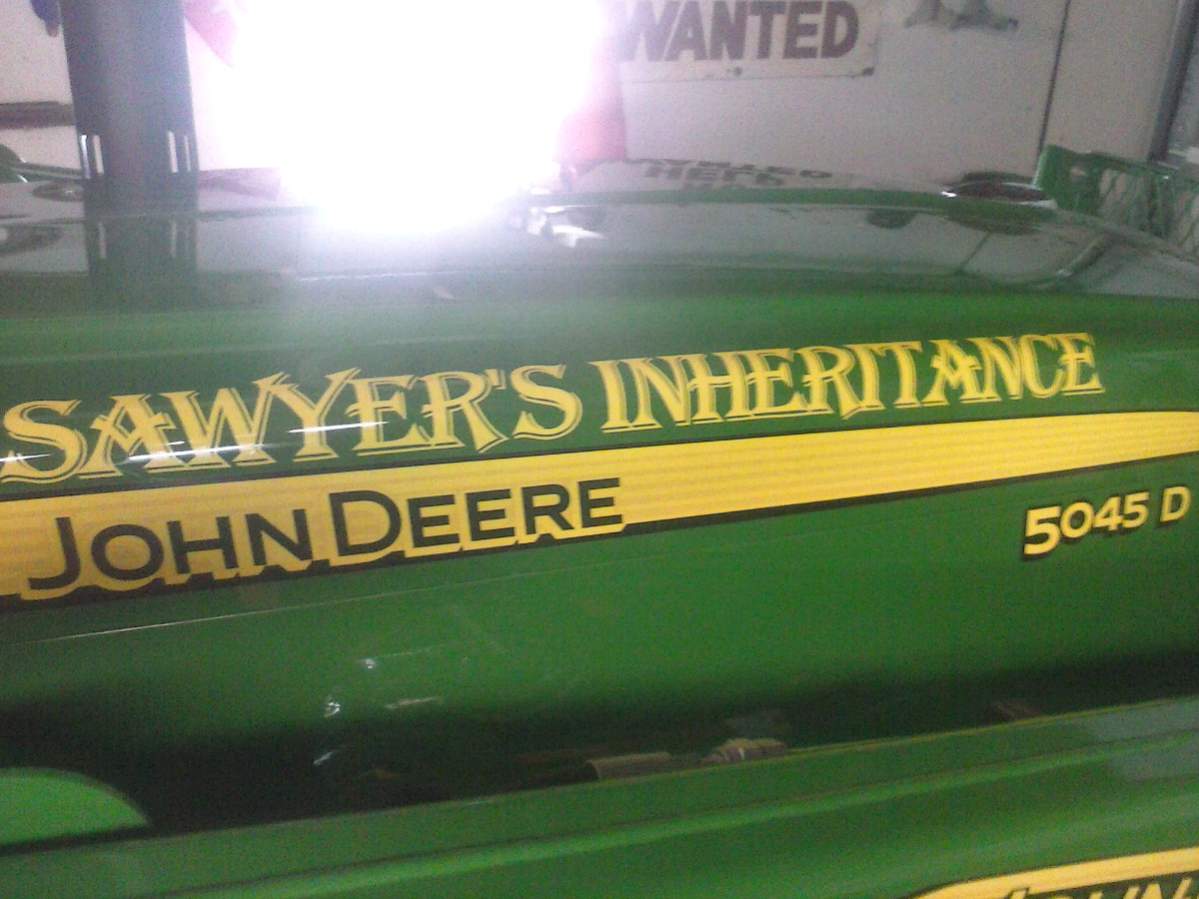 WANTED
SAWYER'S INHERITANCE
JOHN DEERE
5045 D